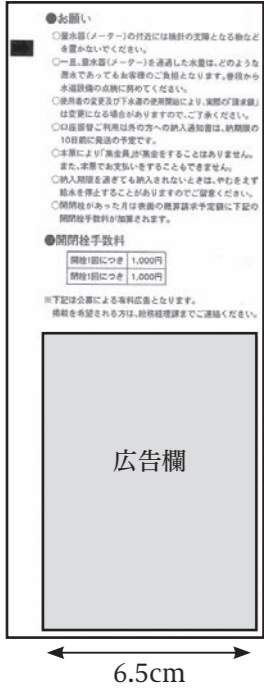 ●お願い
○量水器（メーター）の付近には検針の支障となる物など
を置かないでください。
○一旦、量水器（メーター）を通過した水量は、どのような
漏水であってもお客様のご負担となります。普段から
水道設備の点検に努めてください。
○使用者の変更及び下水道の使用開始により、実際の「請求額」
は変更になる場合がありますので、ご了承ください。
○口座振替ご利用以外の方への納入通知書は、納期限の
10日前に発送の予定です。
○本票により「集金員」が集金をすることはありません。
また、本票でお支払いをすることもできません。
○納入期限を過ぎても納入されないときは、やむをえず
給水を停止することがありますのでご留意ください。
○開閉栓があった月は表面の概算請求予定額に下記の
開閉栓手数料が加算されます。
●開閉栓手数料
開栓1回につき 1,000円
閉栓1回につき 1,000円
※下記は公募による有料広告となります。
掲載を希望される方は、総務経理課までご連絡ください。
広告欄
6.5cm